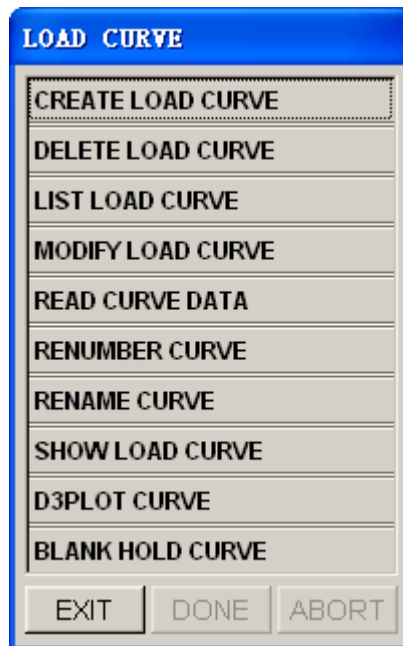 LOAD CURVE
CREATE LOAD CURVE
DELETE LOAD CURVE
LIST LOAD CURVE
MODIFY LOAD CURVE
READ CURVE DATA
RENUMBER CURVE
RENAME CURVE
SHOW LOAD CURVE
D3PLOT CURVE
BLANK HOLD CURVE
EXIT DONE ABORT